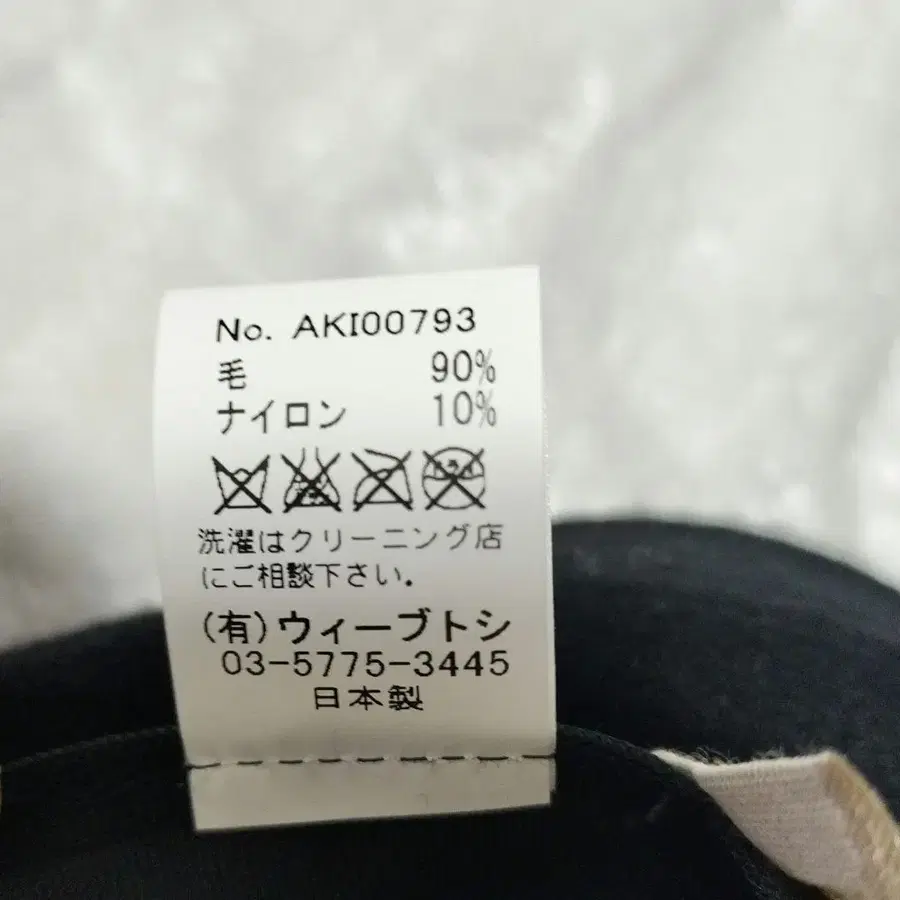 No. AKI00793
毛 90%
ナイロン 10%
洗濯はクリーニング店
にご相談下さい。
(有)ウィーブトシ
03-5775-3445
日本製